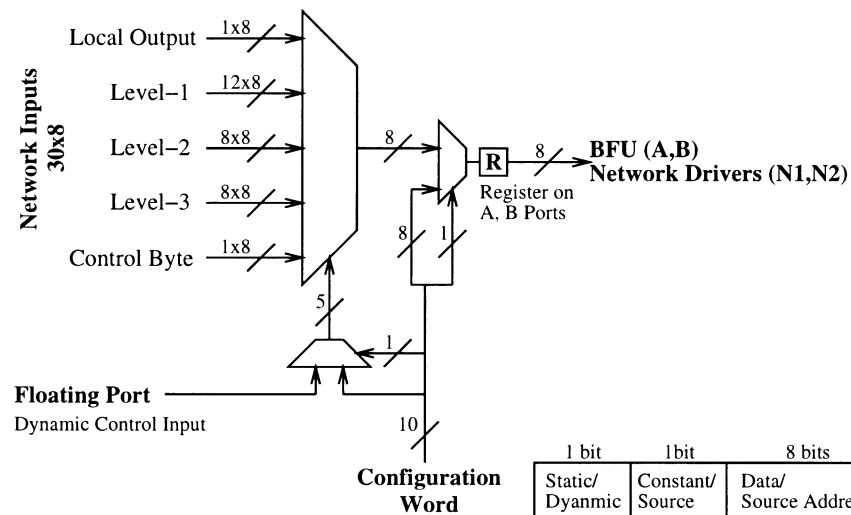 Network Inputs
30x8
Local Output
1x8
Level-1
12x8
Level-2
8x8
Level-3
8x8
Control Byte
1x8
8
R
8
BFU (A,B)
Network Drivers (N1,N2)
Register on
A, B Ports
8
1
5
1
Floating Port
Dynamic Control Input
10
Configuration
Word
1 bit
1bit
8 bits
Static/
Dyanmic
Constant/
Source
Data/
Source Addre